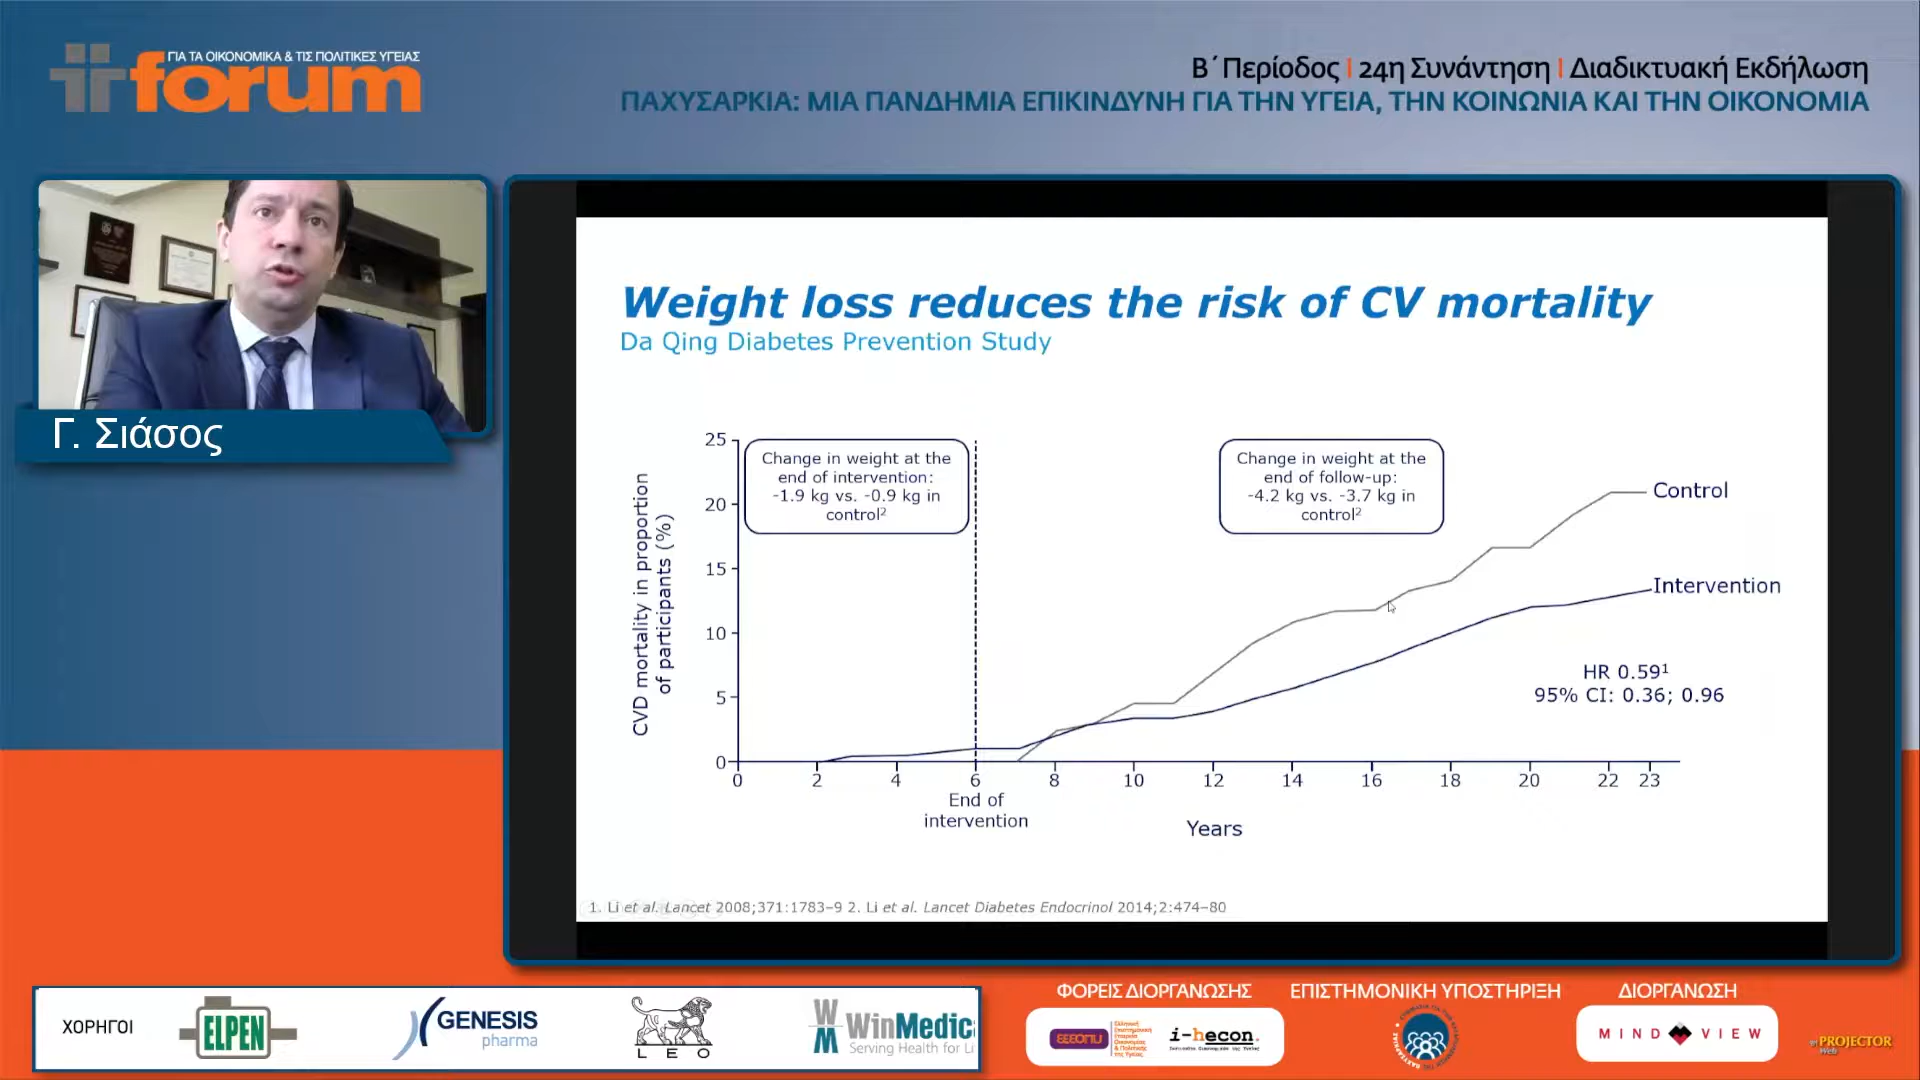 ΓΙΑ ΤΑ ΟΙΚΟΝΟΜΙΚΑ & ΤΙΣ ΠΟΛΙΤΙΚΕΣ ΥΓΕΙΑΣ
forum
Β΄ Περίοδος | 24η Συνάντηση | Διαδικτυακή Εκδήλωση
ΠΑΧΥΣΑΡΚΙΑ: ΜΙΑ ΠΑΝΔΗΜΙΑ ΕΠΙΚΙΝΔΥΝΗ ΓΙΑ ΤΗΝ ΥΓΕΙΑ, ΤΗΝ ΚΟΙΝΩΝΙΑ ΚΑΙ ΤΗΝ ΟΙΚΟΝΟΜΙΑ
Γ. Σιάσος
Weight loss reduces the risk of CV mortality
Da Qing Diabetes Prevention Study
CVD mortality in proportion
of participants (%)
25
20
15
10
5
0
Change in weight at the
end of intervention:
-1.9 kg vs. -0.9 kg in
control²
Change in weight at the
end of follow-up:
-4.2 kg vs. -3.7 kg in
control²
Control
Intervention
HR 0.59¹
95% CI: 0.36; 0.96
0 2 4 6 8 10 12 14 16 18 20 22 23
End of
intervention
Years
1. Li et al. Lancet 2008;371:1783–9 2. Li et al. Lancet Diabetes Endocrinol 2014;2:474–80
ΧΟΡΗΓΟΙ
ELPEN
GENESIS
pharma
LEO
WinMedica
Serving Health for Li
ΦΟΡΕΙΣ ΔΙΟΡΓΑΝΩΣΗΣ
i-hecon.
ΕΠΙΣΤΗΜΟΝΙΚΗ ΥΠΟΣΤΗΡΙΞΗ
ΔΙΟΡΓΑΝΩΣΗ
MIND VIEW
PROJECTOR
Web